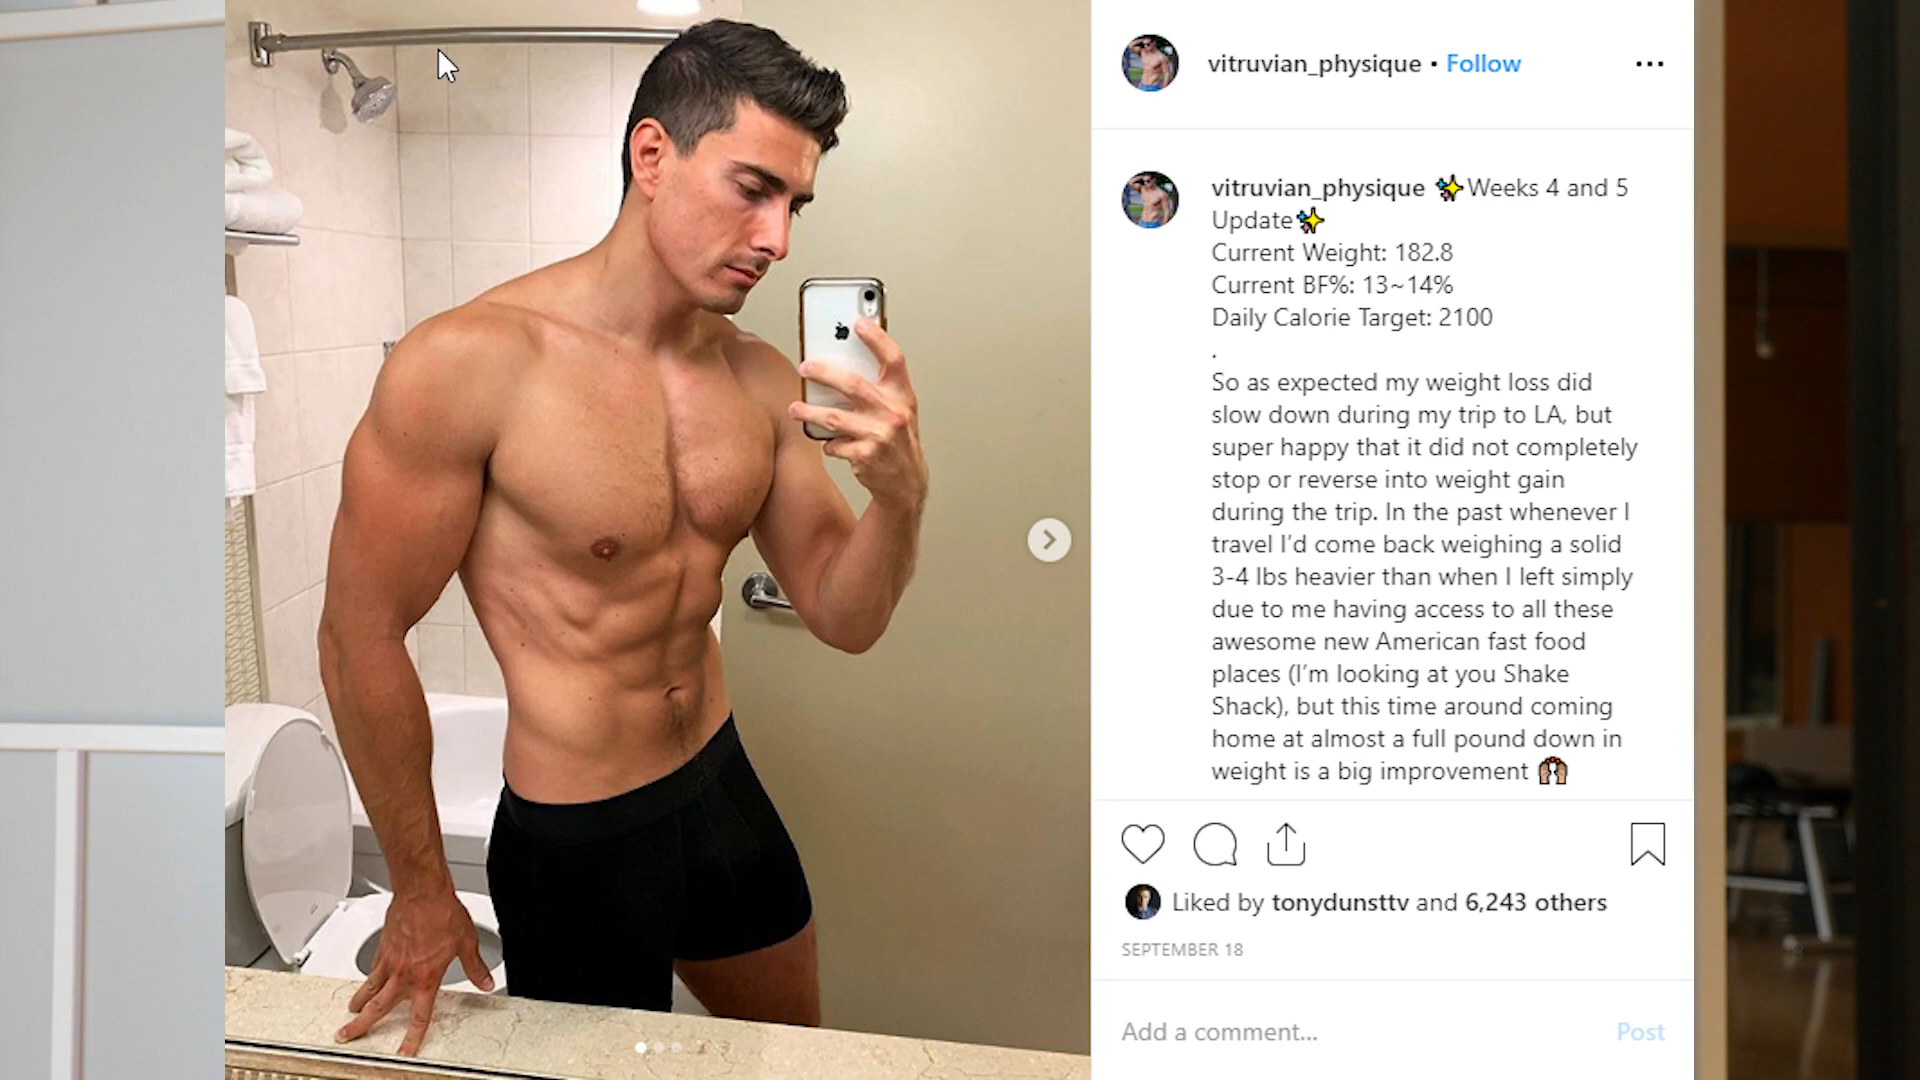 vitruvian_physique • Follow
vitruvian_physique ✨Weeks 4 and 5
Update✨
Current Weight: 182.8
Current BF%: 13~14%
Daily Calorie Target: 2100
.
So as expected my weight loss did
slow down during my trip to LA, but
super happy that it did not completely
stop or reverse into weight gain
during the trip. In the past whenever I
travel I'd come back weighing a solid
3-4 lbs heavier than when I left simply
due to me having access to all these
awesome new American fast food
places (I'm looking at you Shake
Shack), but this time around coming
home at almost a full pound down in
weight is a big improvement 🙌
Liked by tonydunsttv and 6,243 others
SEPTEMBER 18
Add a comment...
Post